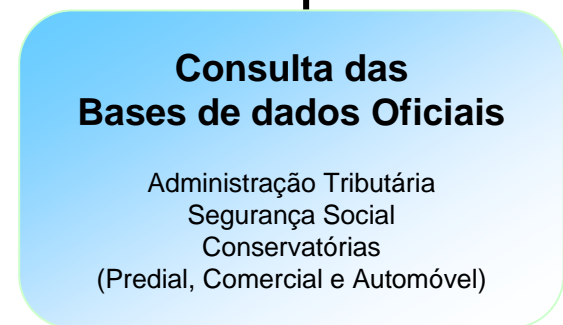 Consulta das
Bases de dados Oficiais
Administração Tributária
Segurança Social
Conservatórias
(Predial, Comercial e Automóvel)